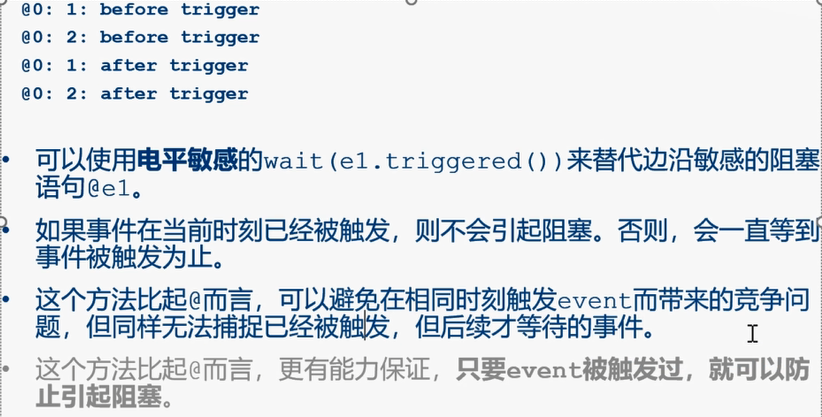 @0: 1: before trigger
@0: 2: before trigger
@0: 1: after trigger
@0: 2: after trigger
• 可以使用电平敏感的wait(e1.triggered())来替代边沿敏感的阻塞
语句@e1。
• 如果事件在当前时刻已经被触发，则不会引起阻塞。否则，会一直等到
事件被触发为止。
• 这个方法比起@而言，可以避免在相同时刻触发event而带来的竞争问
题，但同样无法捕捉已经被触发，但后续才等待的事件。
• 这个方法比起@而言，更有能力保证，只要event被触发过，就可以防
止引起阻塞。